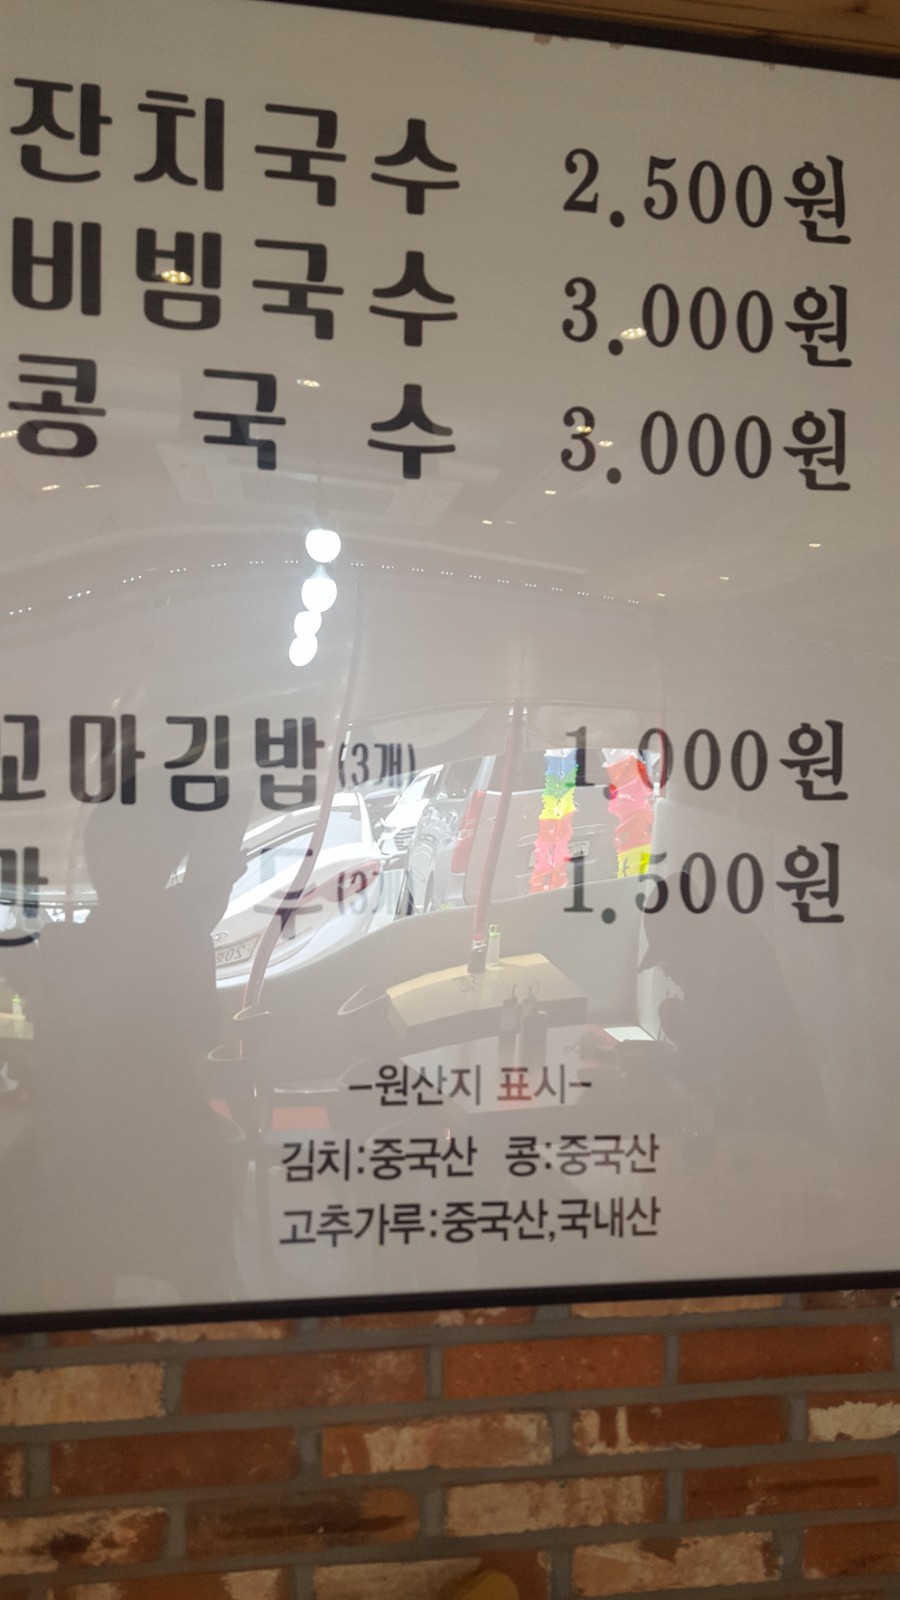 잔치국수 2.500원
비빔국수 3.000원
콩국수 3.000원
꼬마김밥(3개) 1.000원
만두(3개) 1.500원
-원산지 표시-
김치:중국산 콩:중국산
고추가루:중국산,국내산